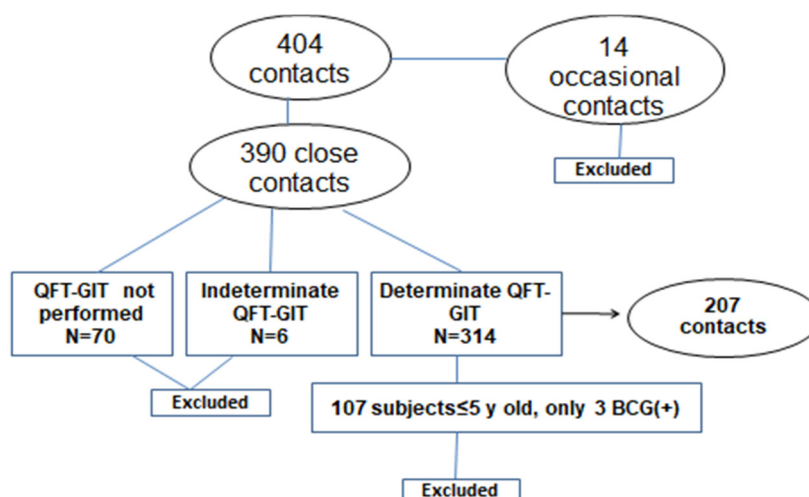 404
contacts
14
occasional
contacts
Excluded
390 close
contacts
QFT-GIT not
performed
N=70
Indeterminate
QFT-GIT
N=6
Determinate QFT-
GIT
N=314
207
contacts
Excluded
107 subjects≤5 y old, only 3 BCG(+)
Excluded